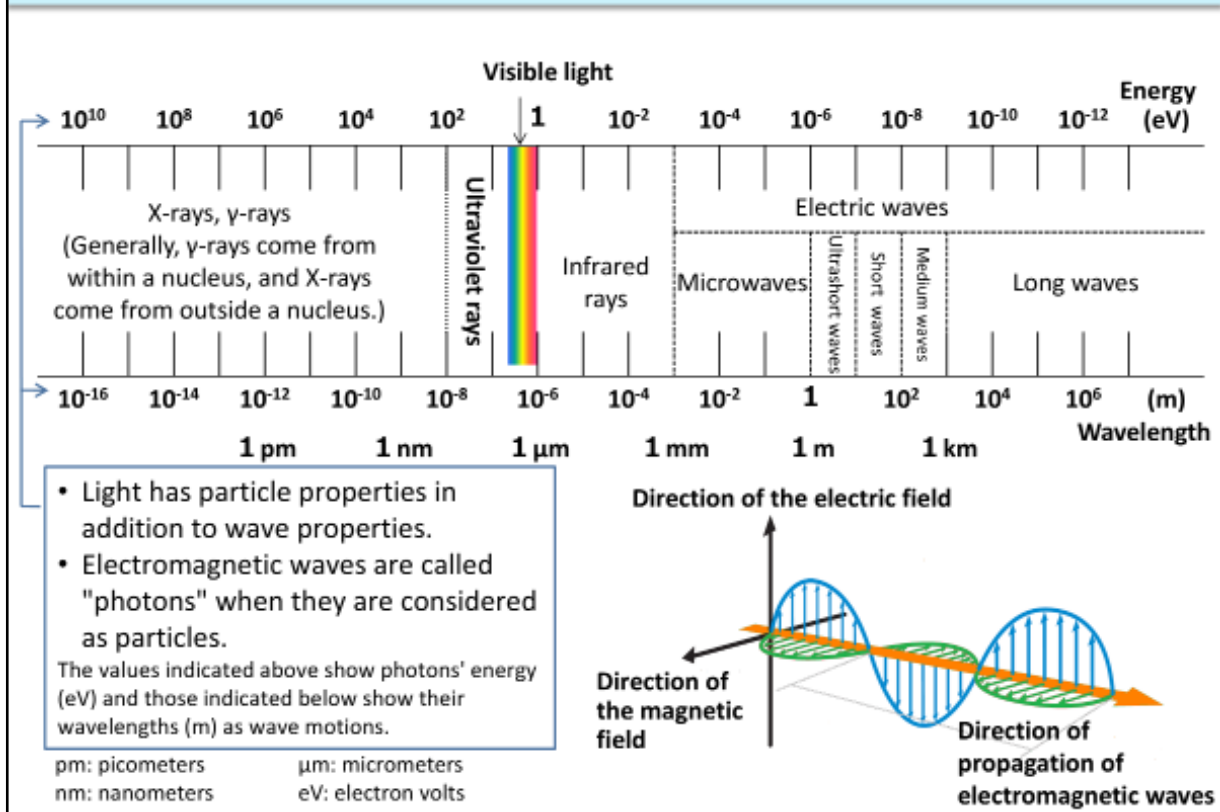 Visible light
10¹⁰ 10⁸ 10⁶ 10⁴ 10² 1 10⁻² 10⁻⁴ 10⁻⁶ 10⁻⁸ 10⁻¹⁰ 10⁻¹² Energy (eV)
X-rays, γ-rays
(Generally, γ-rays come from
within a nucleus, and X-rays
come from outside a nucleus.)
Ultraviolet rays
Infrared
rays
Electric waves
Microwaves
Ultrashort waves
Short waves
Medium waves
Long waves
10⁻¹⁶ 10⁻¹⁴ 10⁻¹² 10⁻¹⁰ 10⁻⁸ 10⁻⁶ 10⁻⁴ 10⁻² 1 10² 10⁴ 10⁶ (m)
Wavelength
1 pm 1 nm 1 μm 1 mm 1 m 1 km
• Light has particle properties in
addition to wave properties.
• Electromagnetic waves are called
"photons" when they are considered
as particles.
The values indicated above show photons' energy
(eV) and those indicated below show their
wavelengths (m) as wave motions.
pm: picometers μm: micrometers
nm: nanometers eV: electron volts
Direction of the electric field
Direction of
the magnetic
field
Direction of
propagation of
electromagnetic waves